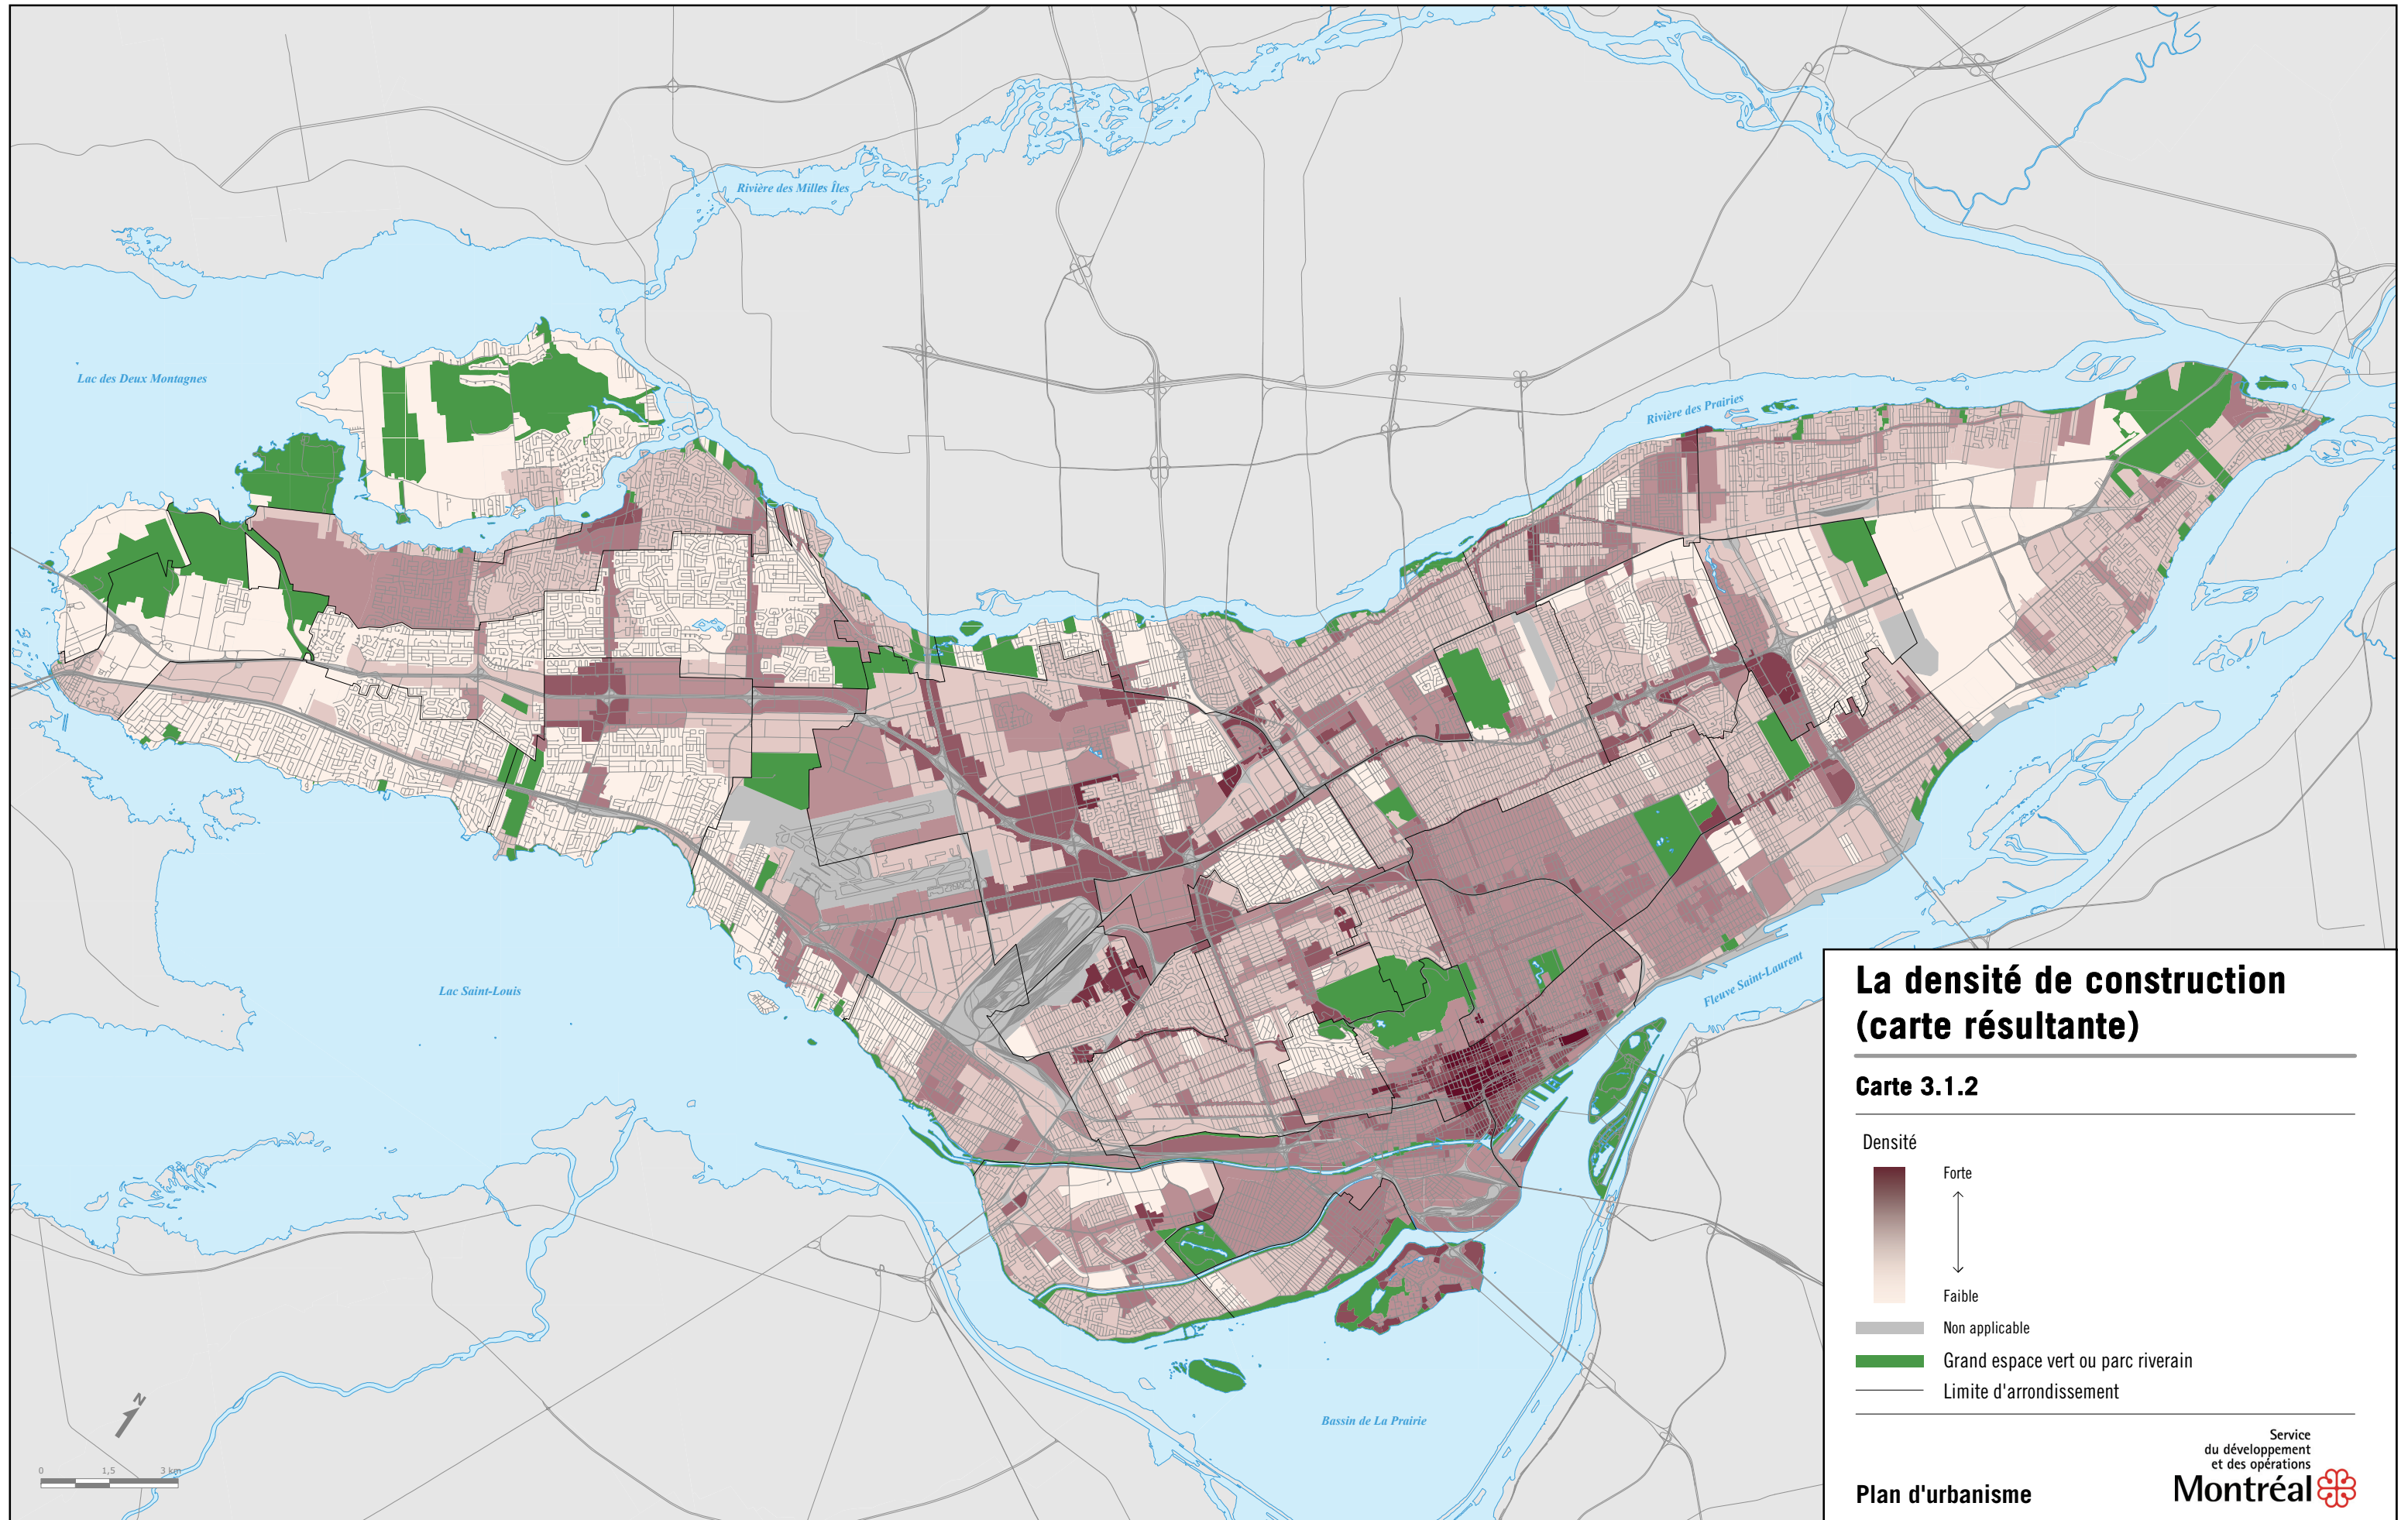 Rivière des Milles Îles
Lac des Deux Montagnes
Rivière des Prairies
Lac Saint-Louis
Fleuve Saint-Laurent
Bassin de La Prairie
N
0 1,5 3 km
La densité de construction
(carte résultante)
Carte 3.1.2
Densité
Forte
Faible
Non applicable
Grand espace vert ou parc riverain
Limite d'arrondissement
Service
du développement
et des opérations
Montréal
Plan d'urbanisme